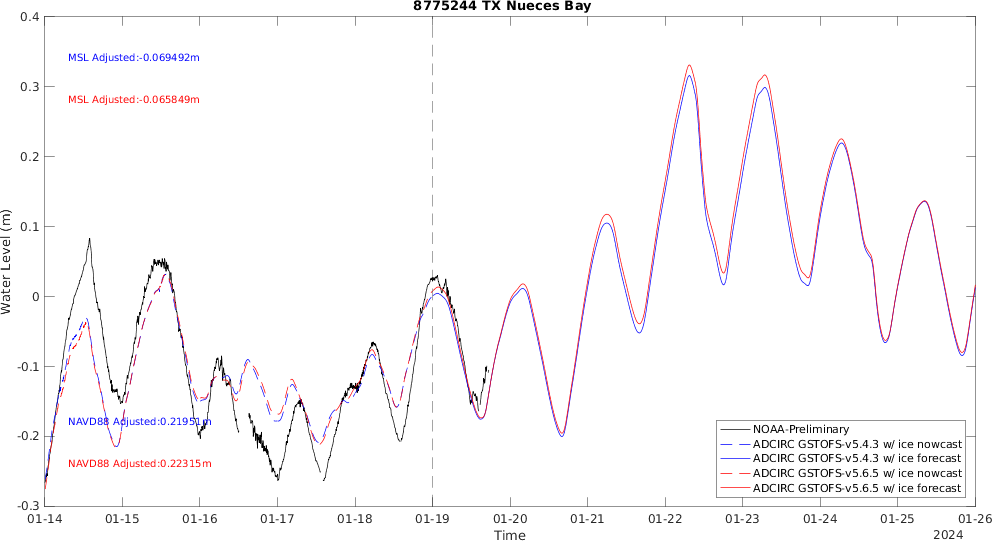 8775244 TX Nueces Bay
0.4
0.3
0.2
0.1
0
-0.1
-0.2
-0.3
Water Level (m)
MSL Adjusted:-0.069492m
MSL Adjusted:-0.065849m
NAVD88 Adjusted:0.21951m
NAVD88 Adjusted:0.22315m
NOAA-Preliminary
ADCIRC GSTOFS-v5.4.3 w/ ice nowcast
ADCIRC GSTOFS-v5.4.3 w/ ice forecast
ADCIRC GSTOFS-v5.6.5 w/ ice nowcast
ADCIRC GSTOFS-v5.6.5 w/ ice forecast
01-14 01-15 01-16 01-17 01-18 01-19 01-20 01-21 01-22 01-23 01-24 01-25 01-26
Time
2024